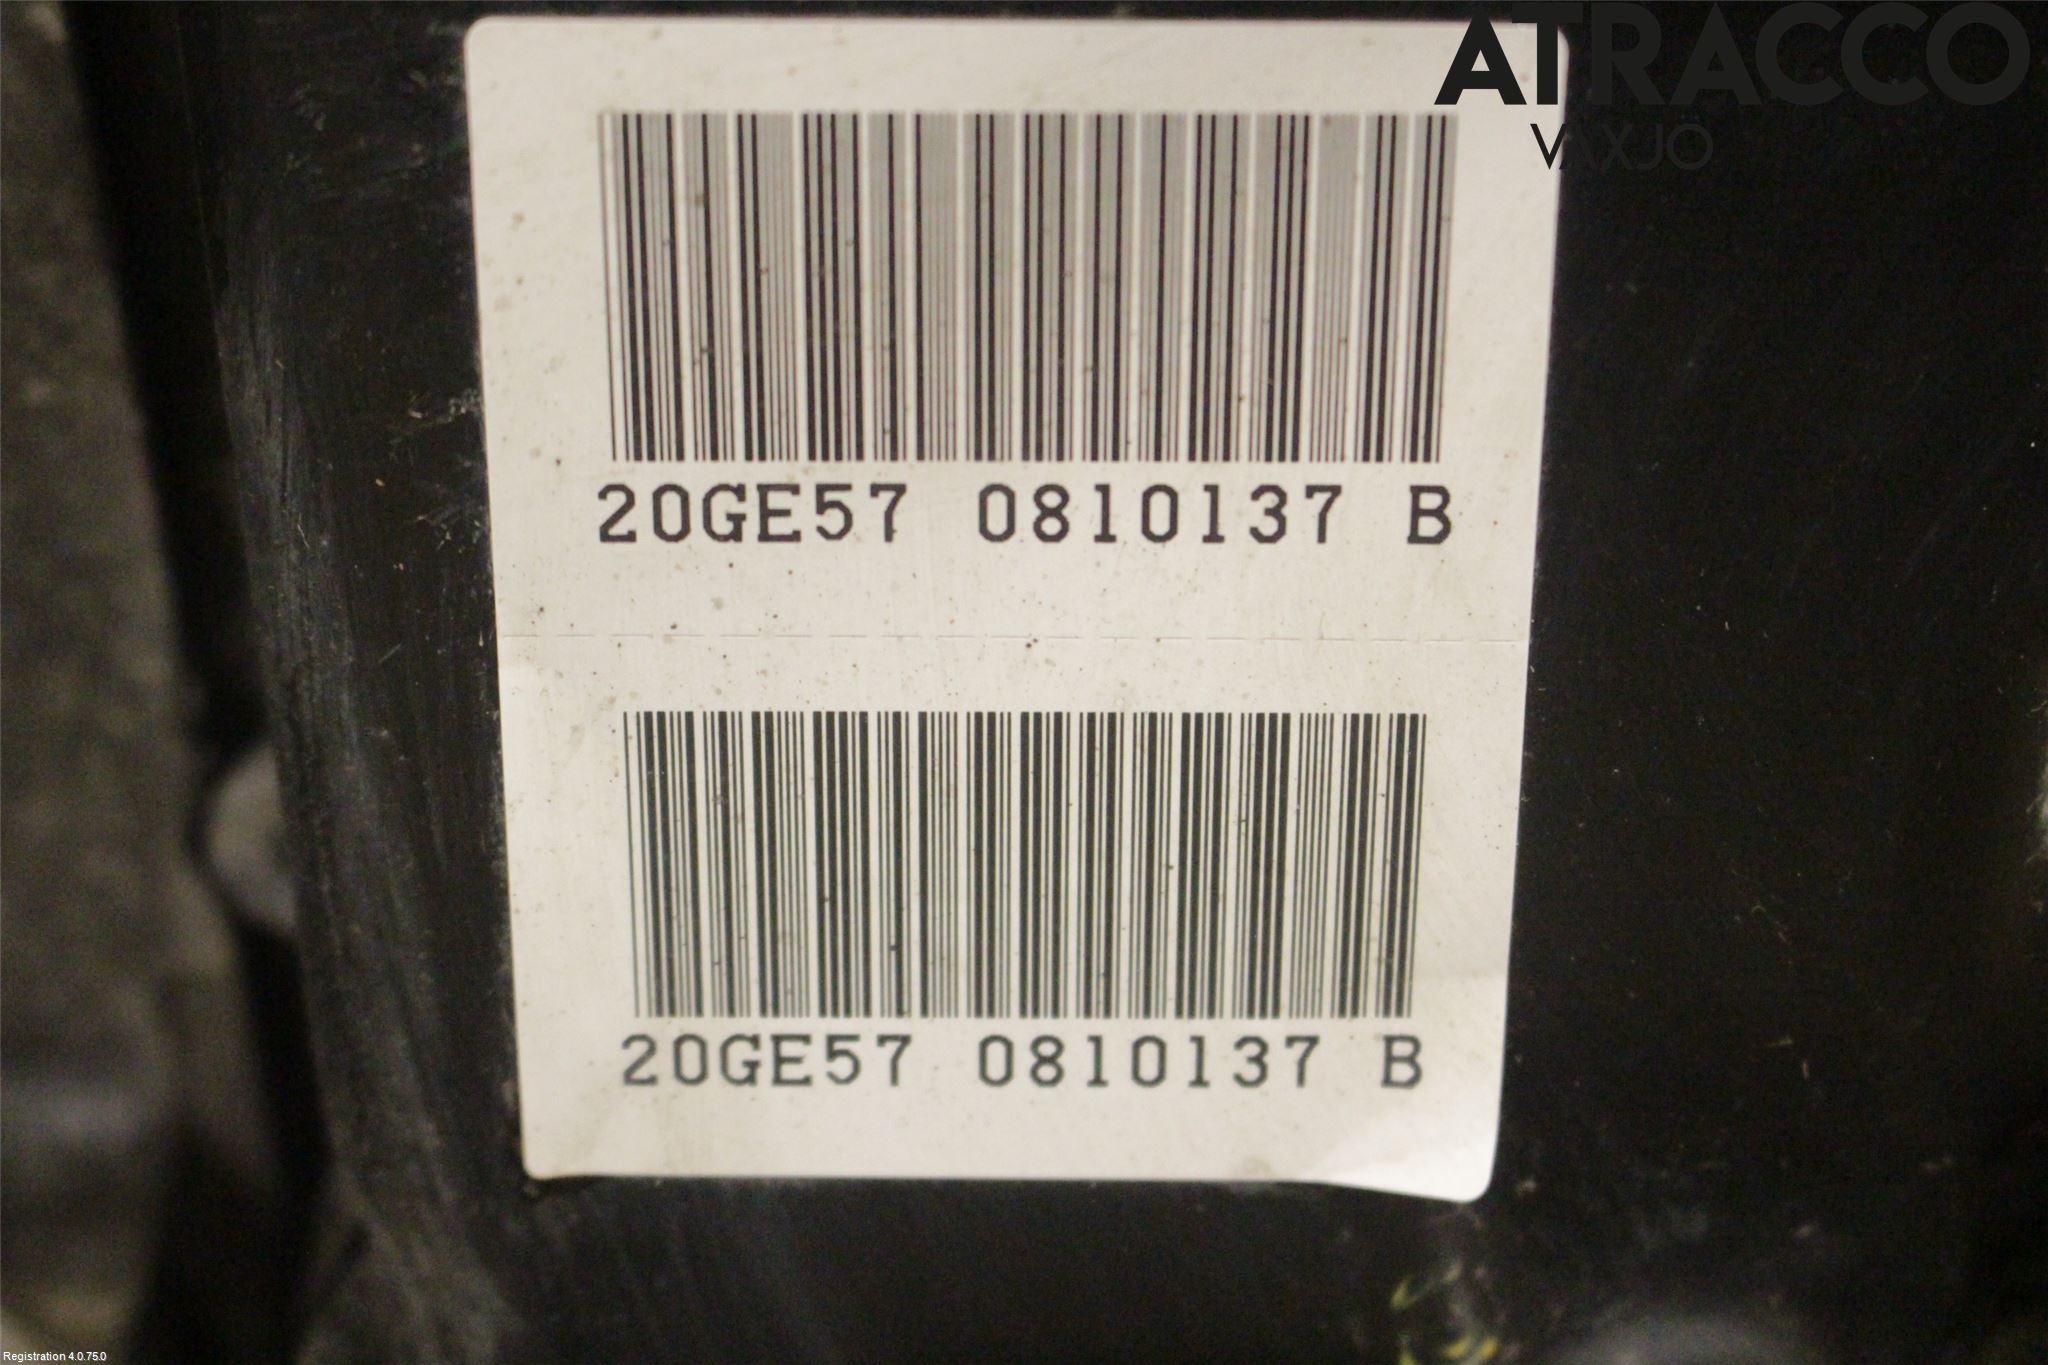 ATRACCO
VÄXJÖ
20GE57 0810137 B
20GE57 0810137 B
Registration 4.0.75.0